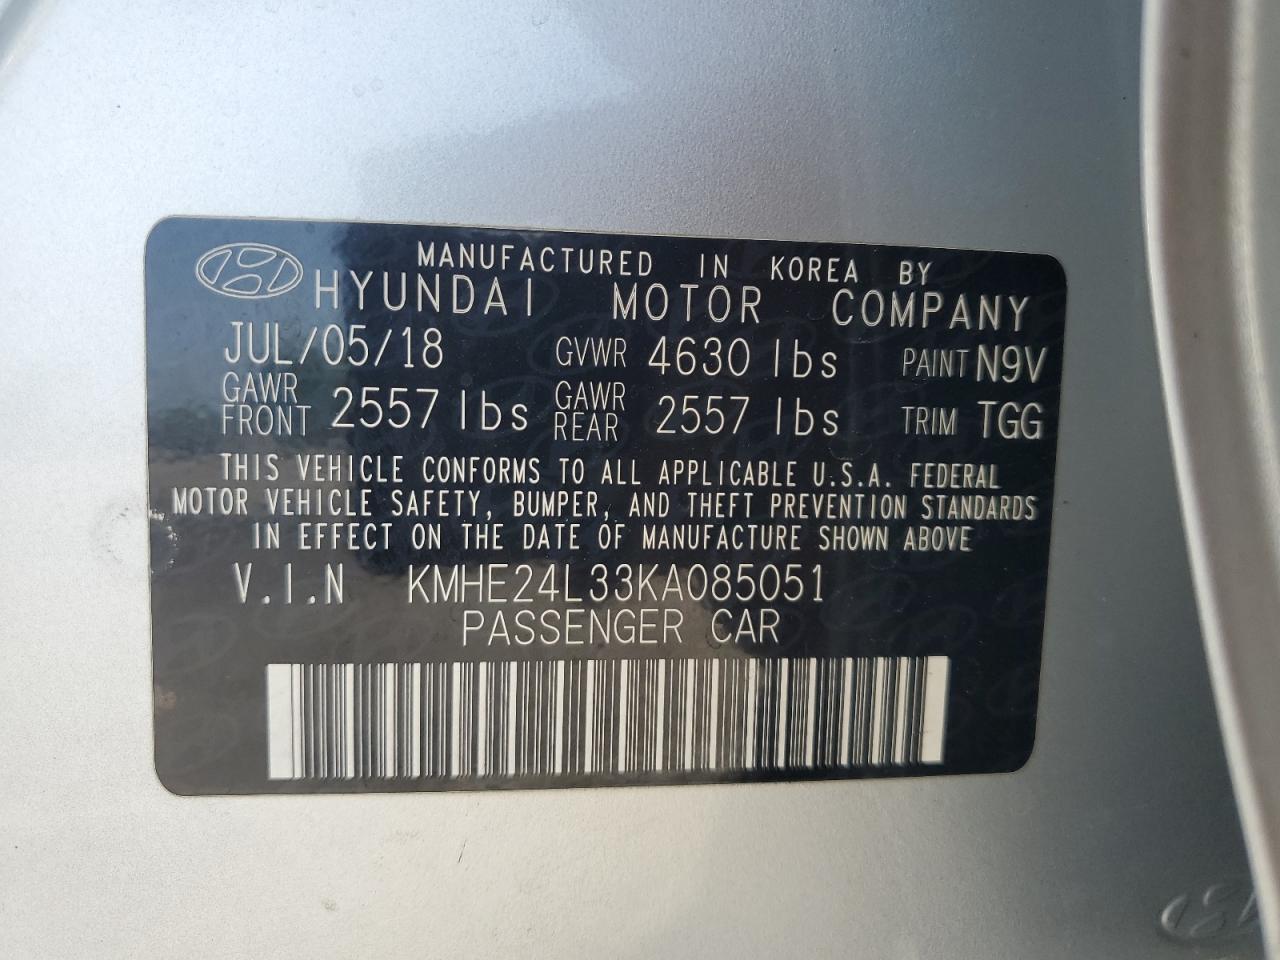 MANUFACTURED IN KOREA BY
HYUNDAI MOTOR COMPANY
JUL/05/18 GVWR 4630 lbs PAINT N9V
GAWR FRONT 2557 lbs GAWR REAR 2557 lbs TRIM TGG
THIS VEHICLE CONFORMS TO ALL APPLICABLE U.S.A. FEDERAL
MOTOR VEHICLE SAFETY, BUMPER, AND THEFT PREVENTION STANDARDS
IN EFFECT ON THE DATE OF MANUFACTURE SHOWN ABOVE
V.I.N KMHE24L33KA085051
PASSENGER CAR